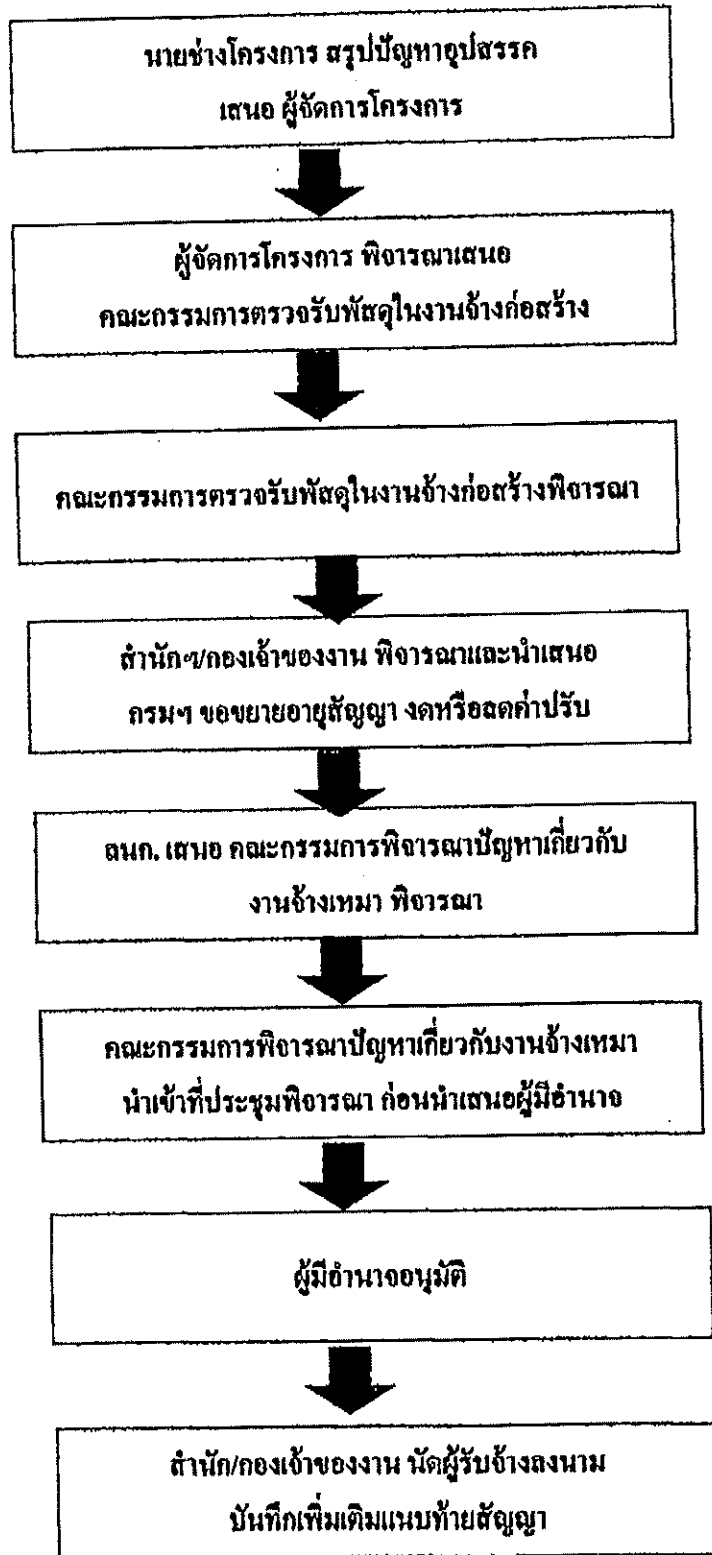 นายช่างโครงการ สรุปปัญหาอุปสรรค
เสนอ ผู้จัดการโครงการ
ผู้จัดการโครงการ พิจารณาเสนอ
คณะกรรมการตรวจรับพัสดุในงานจ้างก่อสร้าง
คณะกรรมการตรวจรับพัสดุในงานจ้างก่อสร้างพิจารณา
สำนักฯ/กองเจ้าของงาน พิจารณาและนำเสนอ
กรมฯ ขอขยายอายุสัญญา งดหรือลดค่าปรับ
สนก. เสนอ คณะกรรมการพิจารณาปัญหาเกี่ยวกับ
งานจ้างเหมา พิจารณา
คณะกรรมการพิจารณาปัญหาเกี่ยวกับงานจ้างเหมา
นำเข้าที่ประชุมพิจารณา ก่อนนำเสนอผู้มีอำนาจ
ผู้มีอำนาจอนุมัติ
สำนัก/กองเจ้าของงาน นัดผู้รับจ้างลงนาม
บันทึกเพิ่มเติมแนบท้ายสัญญา